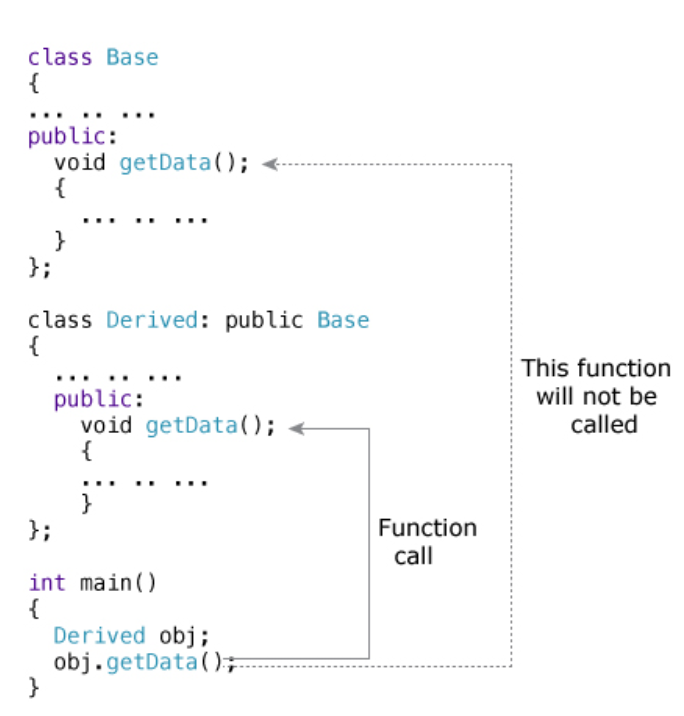 class Base
{
... .. ...
public:
void getData();
{
... .. ...
}
};
class Derived: public Base
{
... .. ...
public:
void getData();
{
... .. ...
}
};
int main()
{
Derived obj;
obj.getData();
}
This function
will not be
called
Function
call